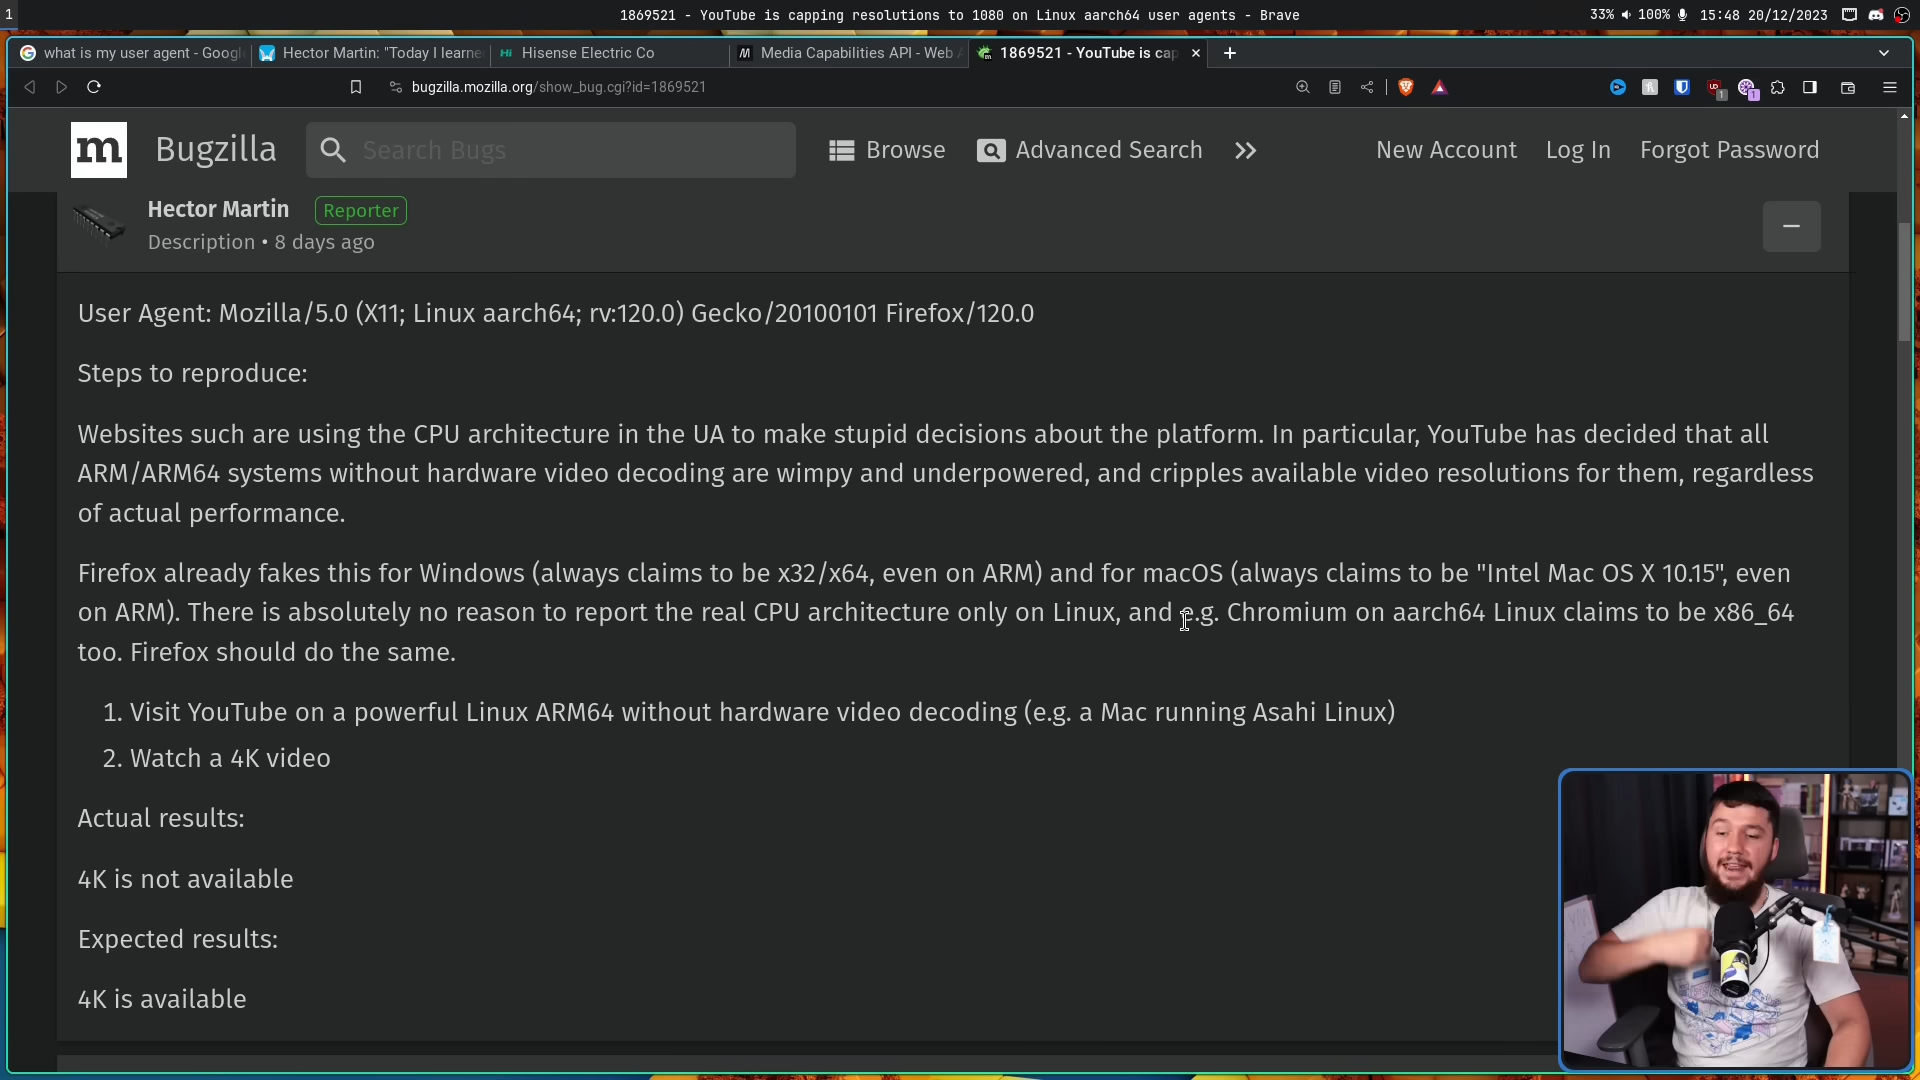 1
1869521 - YouTube is capping resolutions to 1080 on Linux aarch64 user agents - Brave
33% 100% 15:48 20/12/2023
what is my user agent - Googl
Hector Martin: "Today I learne
Hisense Electric Co
Media Capabilities API - Web A
1869521 - YouTube is cap
bugzilla.mozilla.org/show_bug.cgi?id=1869521
m Bugzilla
Search Bugs
Browse
Advanced Search
New Account
Log In
Forgot Password
Hector Martin Reporter
Description • 8 days ago
User Agent: Mozilla/5.0 (X11; Linux aarch64; rv:120.0) Gecko/20100101 Firefox/120.0
Steps to reproduce:
Websites such are using the CPU architecture in the UA to make stupid decisions about the platform. In particular, YouTube has decided that all
ARM/ARM64 systems without hardware video decoding are wimpy and underpowered, and cripples available video resolutions for them, regardless
of actual performance.
Firefox already fakes this for Windows (always claims to be x32/x64, even on ARM) and for macOS (always claims to be "Intel Mac OS X 10.15", even
on ARM). There is absolutely no reason to report the real CPU architecture only on Linux, and e.g. Chromium on aarch64 Linux claims to be x86_64
too. Firefox should do the same.
1. Visit YouTube on a powerful Linux ARM64 without hardware video decoding (e.g. a Mac running Asahi Linux)
2. Watch a 4K video
Actual results:
4K is not available
Expected results:
4K is available